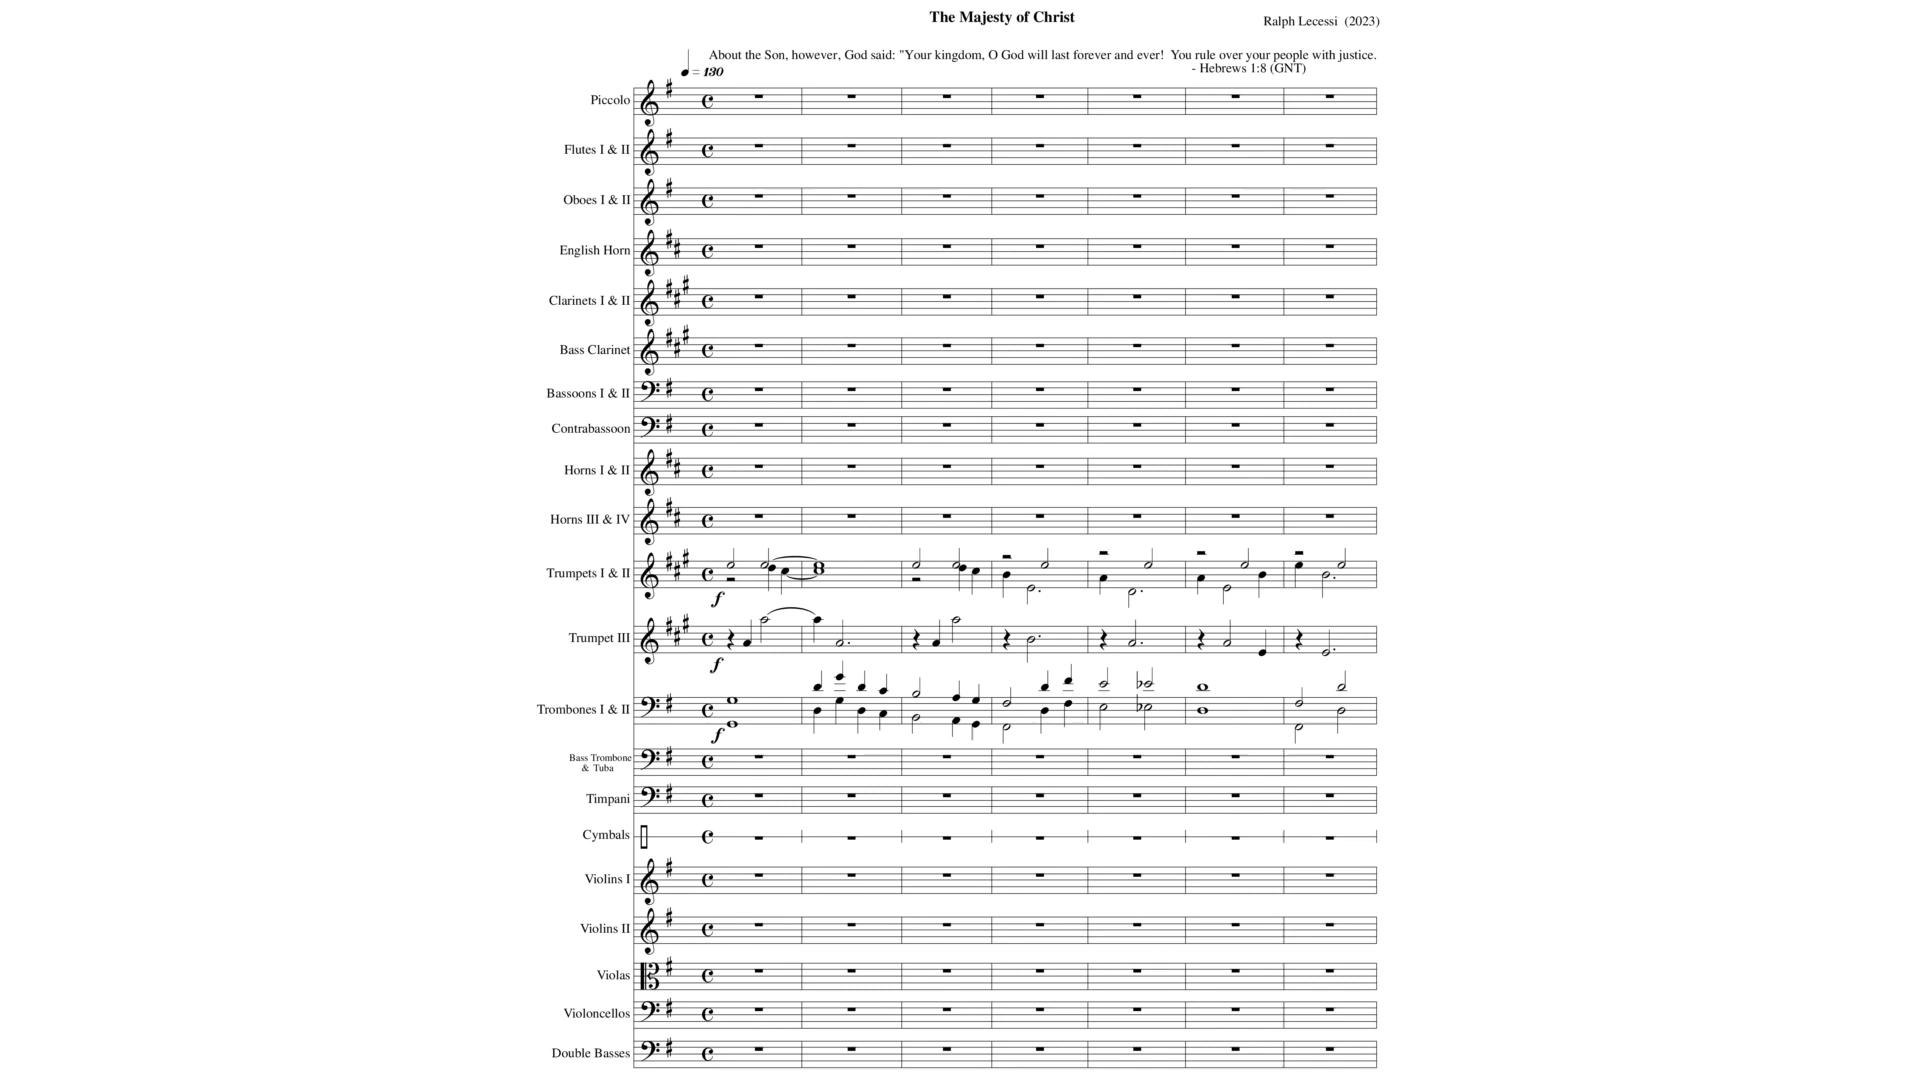 The Majesty of Christ
Ralph Lecessi (2023)
About the Son, however, God said: "Your kingdom, O God will last forever and ever! You rule over your people with justice.
- Hebrews 1:8 (GNT)
= 130
Piccolo
Flutes I & II
Oboes I & II
English Horn
Clarinets I & II
Bass Clarinet
Bassoons I & II
Contrabassoon
Horns I & II
Horns III & IV
Trumpets I & II
f
Trumpet III
f
Trombones I & II
f
Bass Trombone
& Tuba
Timpani
Cymbals
Violins I
Violins II
Violas
Violoncellos
Double Basses